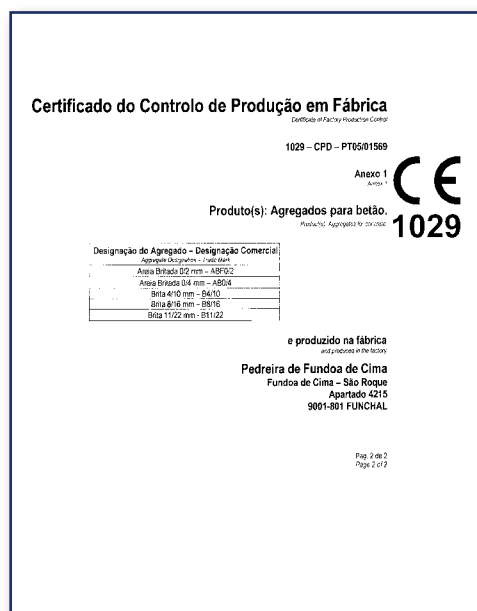 Certificado do Controlo de Produção em Fábrica
Certificate of Factory Production Control
1029 – CPD – PT05/01569
Anexo 1
Annex 1
CE
Produto(s): Agregados para betão.
Product(s): Aggregates for concrete.
1029
Designação do Agregado – Designação Comercial
Aggregate Designation – Trade Mark
Areia Britada 0/2 mm – ABF0/2
Areia Britada 0/4 mm – AB0/4
Brita 4/10 mm – B4/10
Brita 8/16 mm – B8/16
Brita 11/22 mm - B11/22
e produzido na fábrica
and produced in the factory
Pedreira de Fundoa de Cima
Fundoa de Cima – São Roque
Apartado 4215
9001-801 FUNCHAL
Pag. 2 de 2
Page 2 of 2